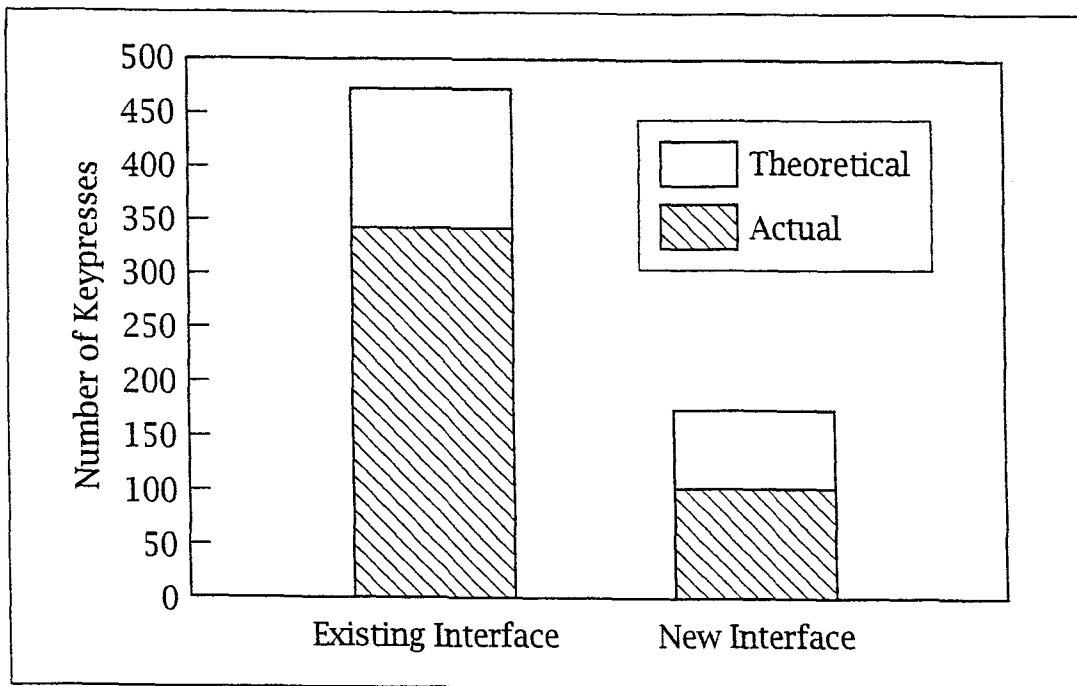 500
450
400
350
300
250
200
150
100
50
0
Number of Keypresses
Theoretical
Actual
Existing Interface
New Interface